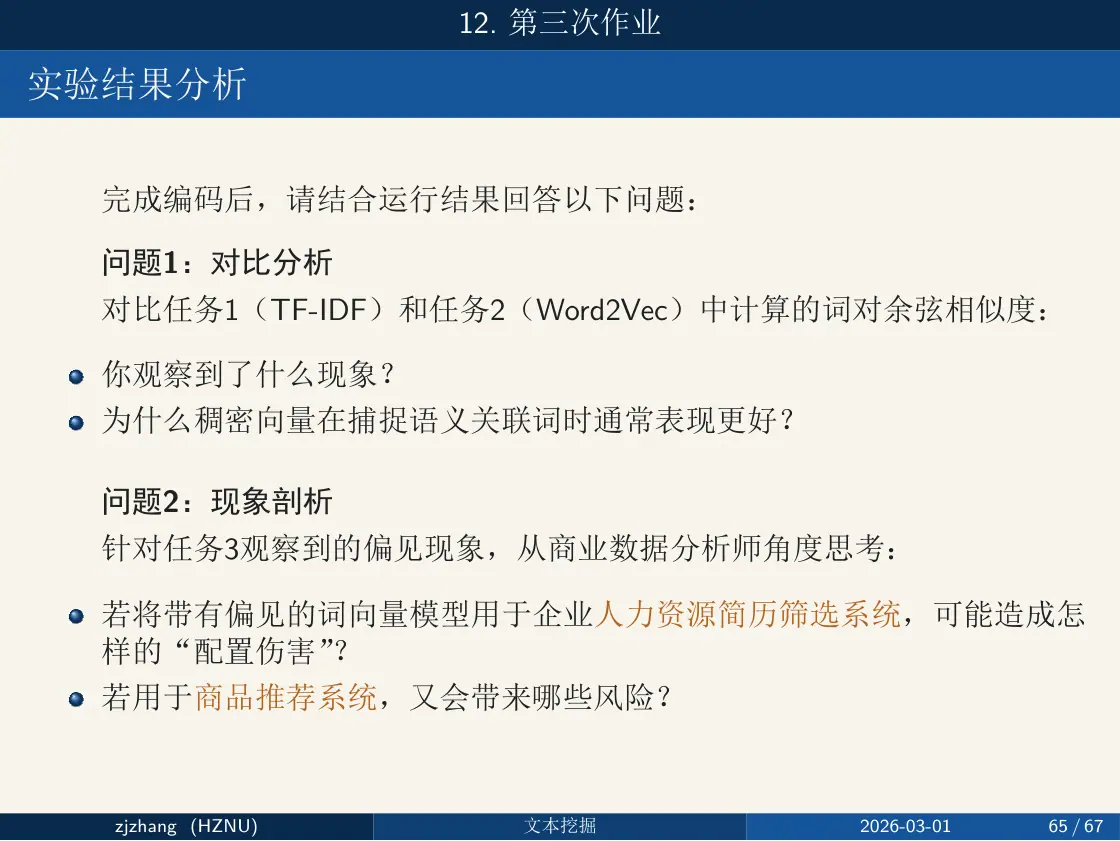 12. 第三次作业
实验结果分析
完成编码后，请结合运行结果回答以下问题：
问题1：对比分析
对比任务1（TF-IDF）和任务2（Word2Vec）中计算的词对余弦相似度：
你观察到了什么现象？
为什么稠密向量在捕捉语义关联词时通常表现更好？
问题2：现象剖析
针对任务3观察到的偏见现象，从商业数据分析师角度思考：
若将带有偏见的词向量模型用于企业人力资源简历筛选系统，可能造成怎
样的“配置伤害”？
若用于商品推荐系统，又会带来哪些风险？
zjzhang (HZNU)
文本挖掘
2026-03-01
65 / 67